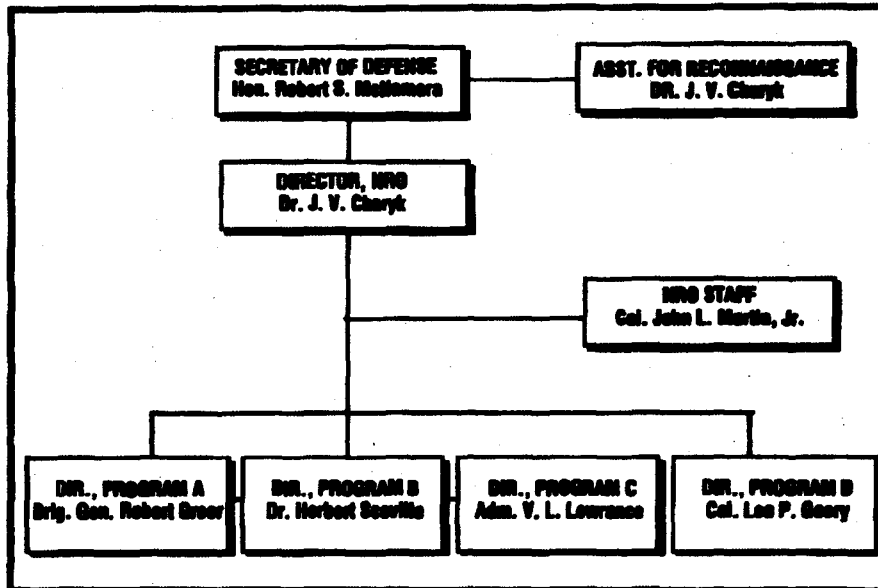 SECRETARY OF DEFENSE
Hon. Robert S. McNamara
ASST. FOR RECONNAISSANCE
DR. J. V. Charyk
DIRECTOR, NRO
Dr. J. V. Charyk
NRO STAFF
Col. John L. Martin, Jr.
DIR., PROGRAM A
Brig. Gen. Robert Greer
DIR., PROGRAM B
Dr. Herbert Scoville
DIR., PROGRAM C
Adm. V. L. Lowrance
DIR., PROGRAM D
Col. Leo P. Geary